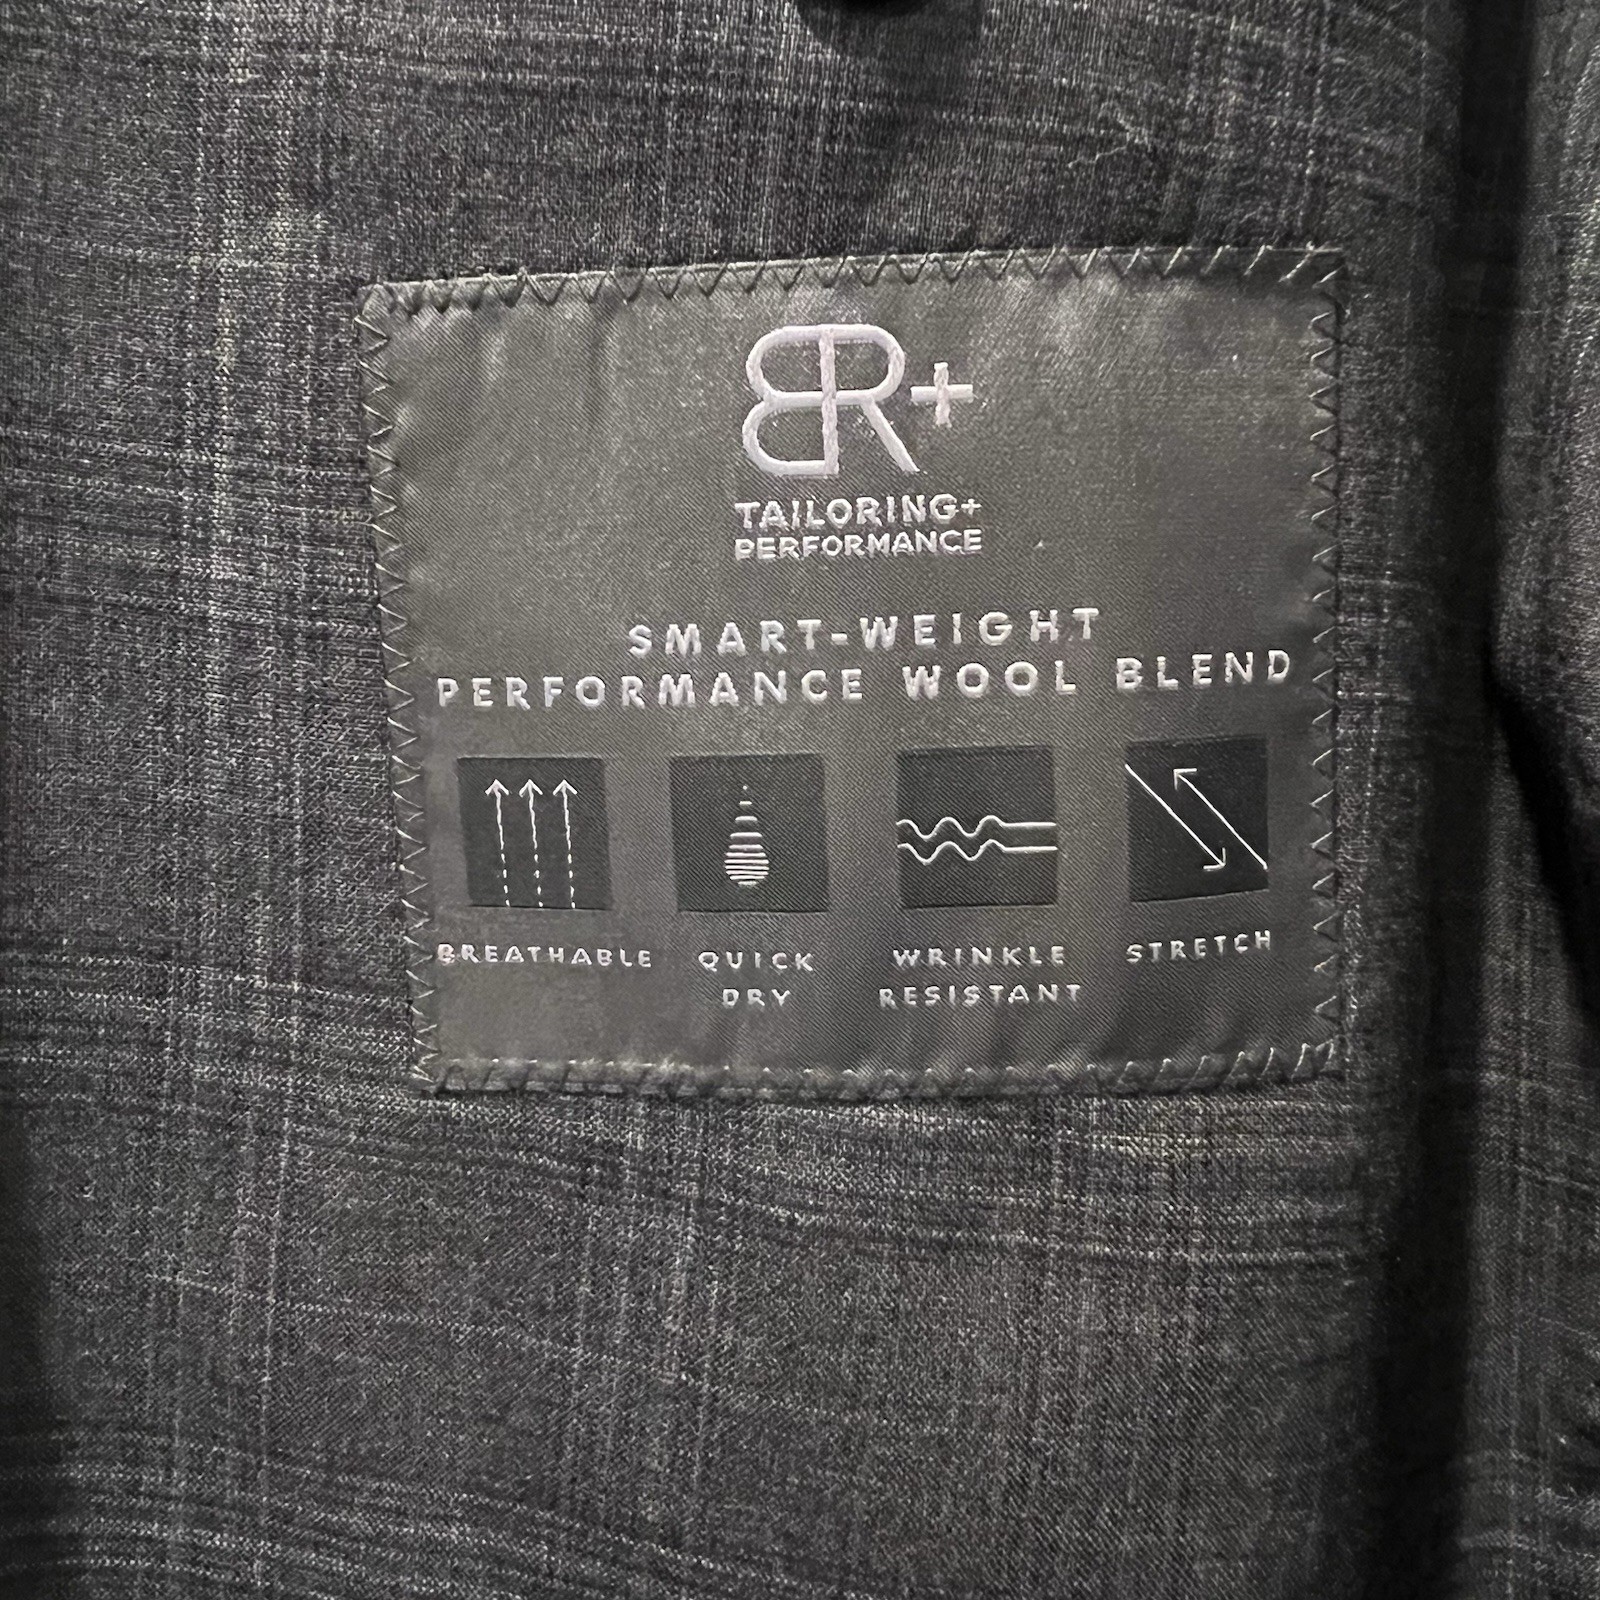 BR+
TAILORING+
PERFORMANCE
SMART-WEIGHT
PERFORMANCE WOOL BLEND
BREATHABLE
QUICK
DRY
WRINKLE
RESISTANT
STRETCH